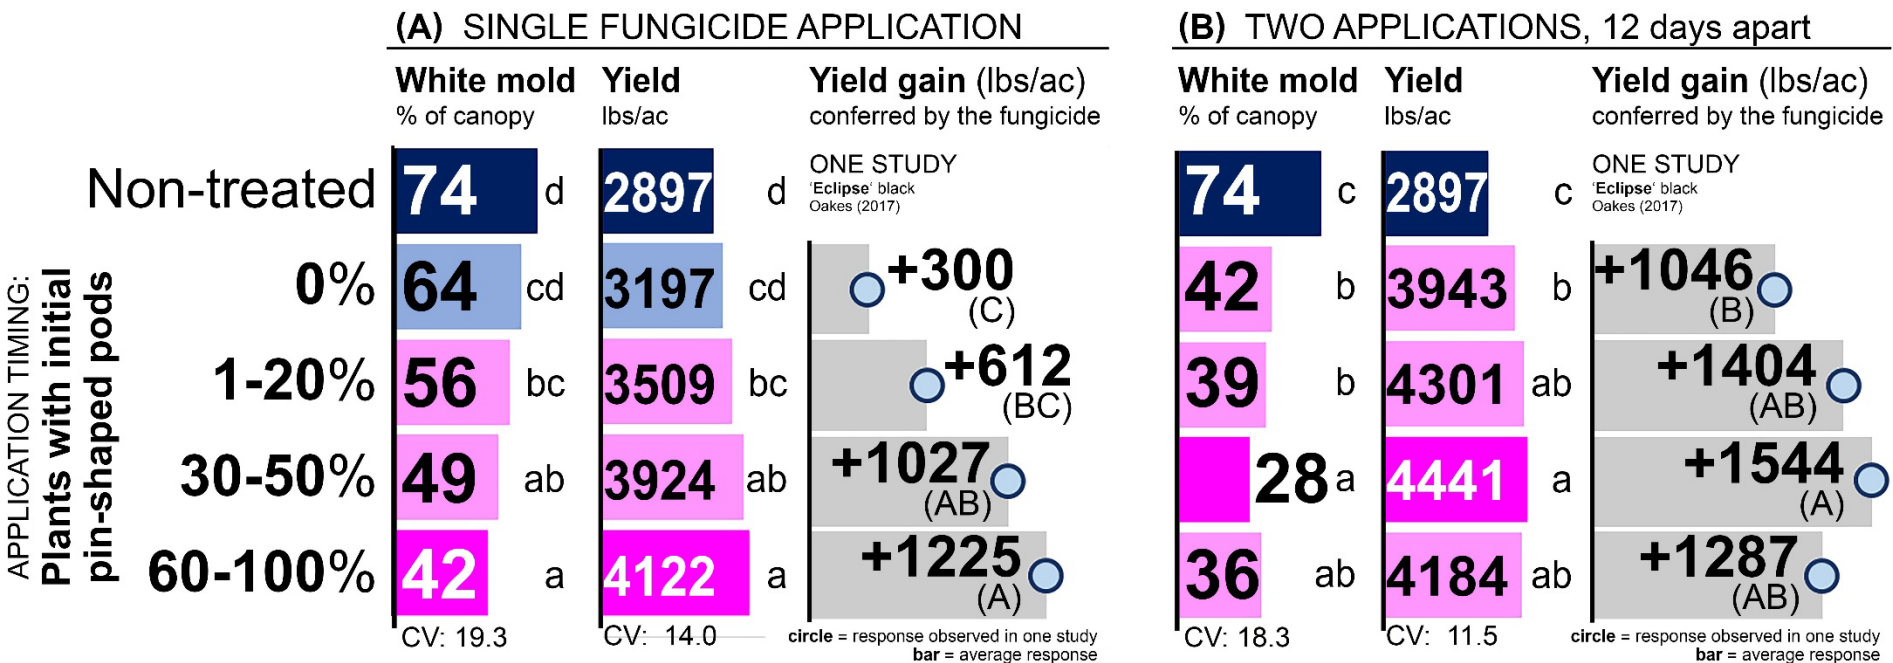 (A) SINGLE FUNGICIDE APPLICATION
White mold Yield Yield gain (lbs/ac)
% of canopy lbs/ac conferred by the fungicide
(B) TWO APPLICATIONS, 12 days apart
White mold Yield Yield gain (lbs/ac)
% of canopy lbs/ac conferred by the fungicide
APPLICATION TIMING:
Plants with initial
pin-shaped pods
Non-treated 74 d 2897 d
ONE STUDY
'Eclipse' black
Oakes (2017)
74 c 2897 c
ONE STUDY
'Eclipse' black
Oakes (2017)
0% 64 cd 3197 cd +300 (C) 42 b 3943 b +1046 (B)
1-20% 56 bc 3509 bc +612 (BC) 39 b 4301 ab +1404 (AB)
30-50% 49 ab 3924 ab +1027 (AB) 28 a 4441 a +1544 (A)
60-100% 42 a 4122 a +1225 (A) 36 ab 4184 ab +1287 (AB)
CV: 19.3 CV: 14.0
circle = response observed in one study
bar = average response
CV: 18.3 CV: 11.5
circle = response observed in one study
bar = average response